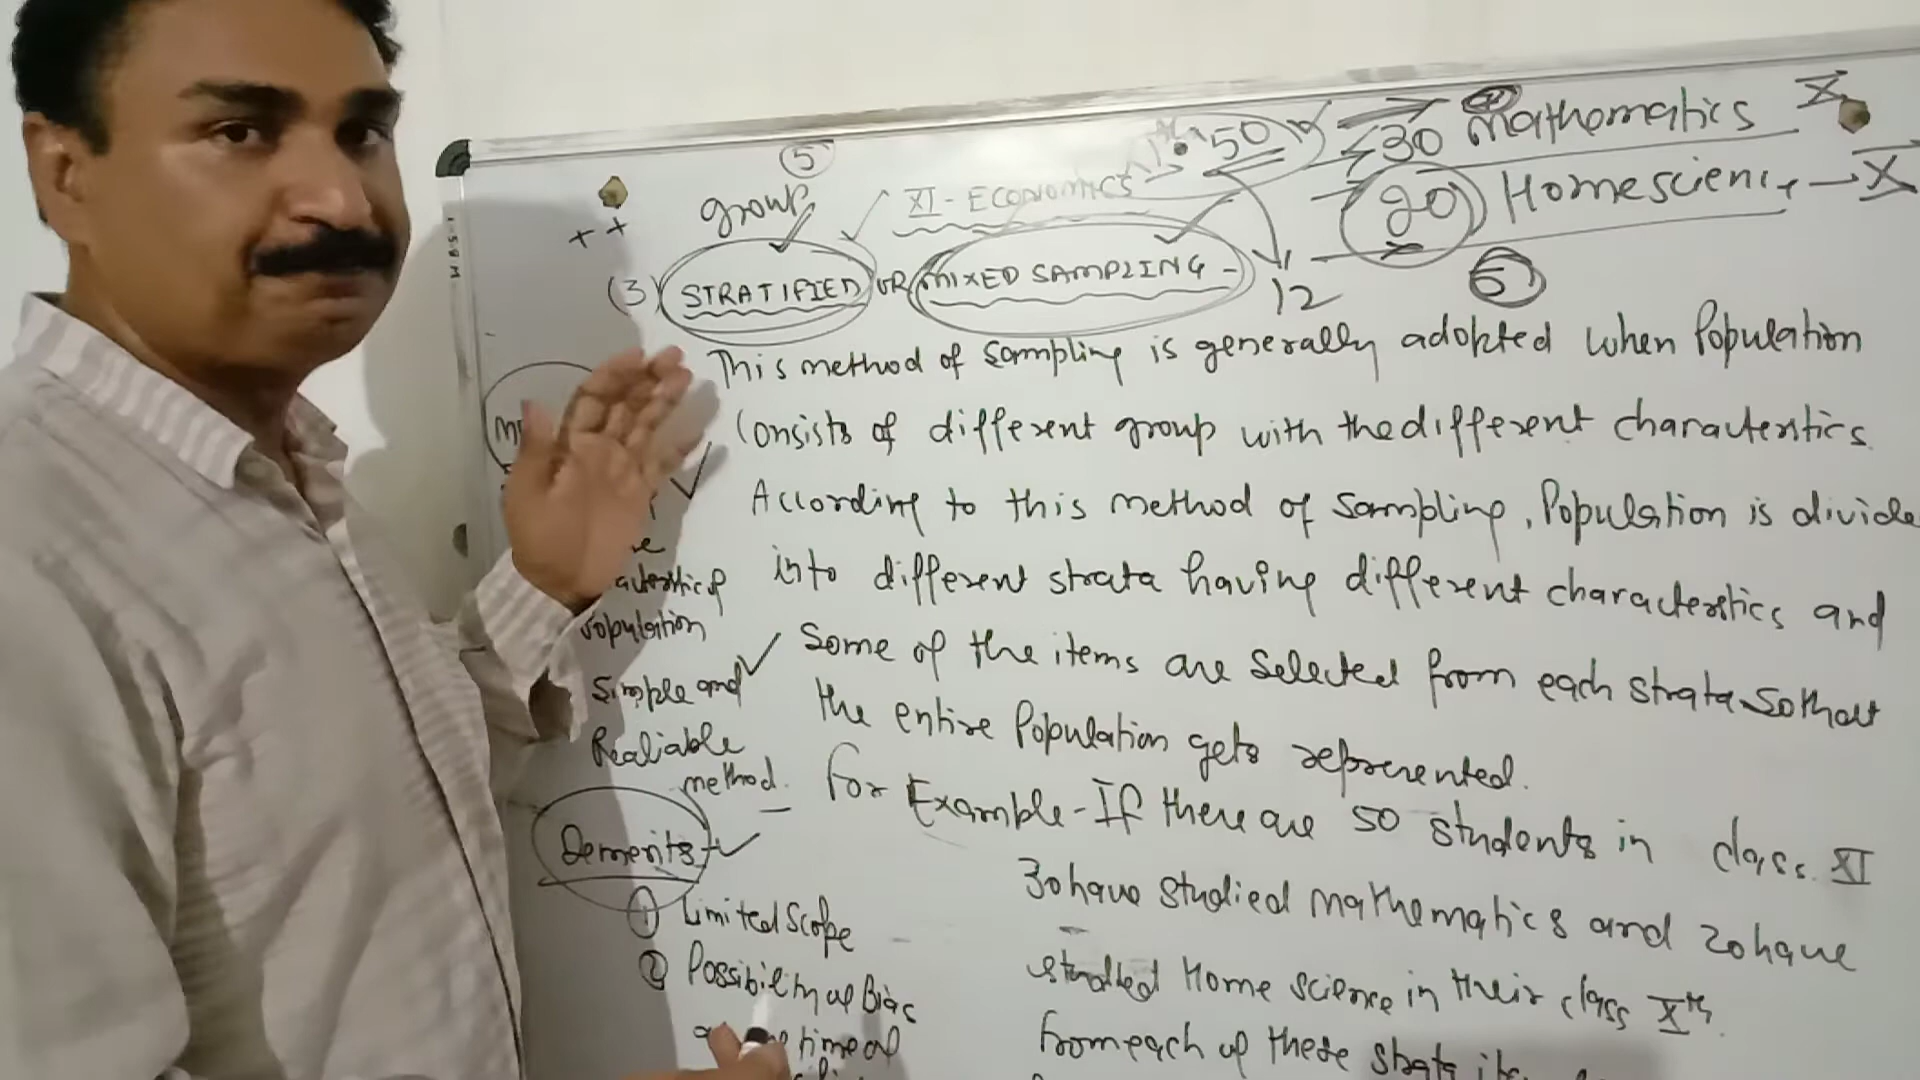 50 30 Mathematics X
5
group XI - ECONOMICS 20 Homescience - X
(3) STRATIFIED OR MIXED SAMPLING - 12 5
This method of sampling is generally adopted when Population
Consists of different group with the different characteristics.
According to this method of sampling, Population is divide
into different strata having different characteristics and
Some of the items are selected from each strata so that
the entire Population gets represented.
For Example - If there are 50 students in class XI
30 have studied mathematics and 20 have
studied Home science in their class Xth.
from each of these strata
population
Simple and
Realiable
method.
Demerits
① Limited Scope
② Possibility of Bias
time of